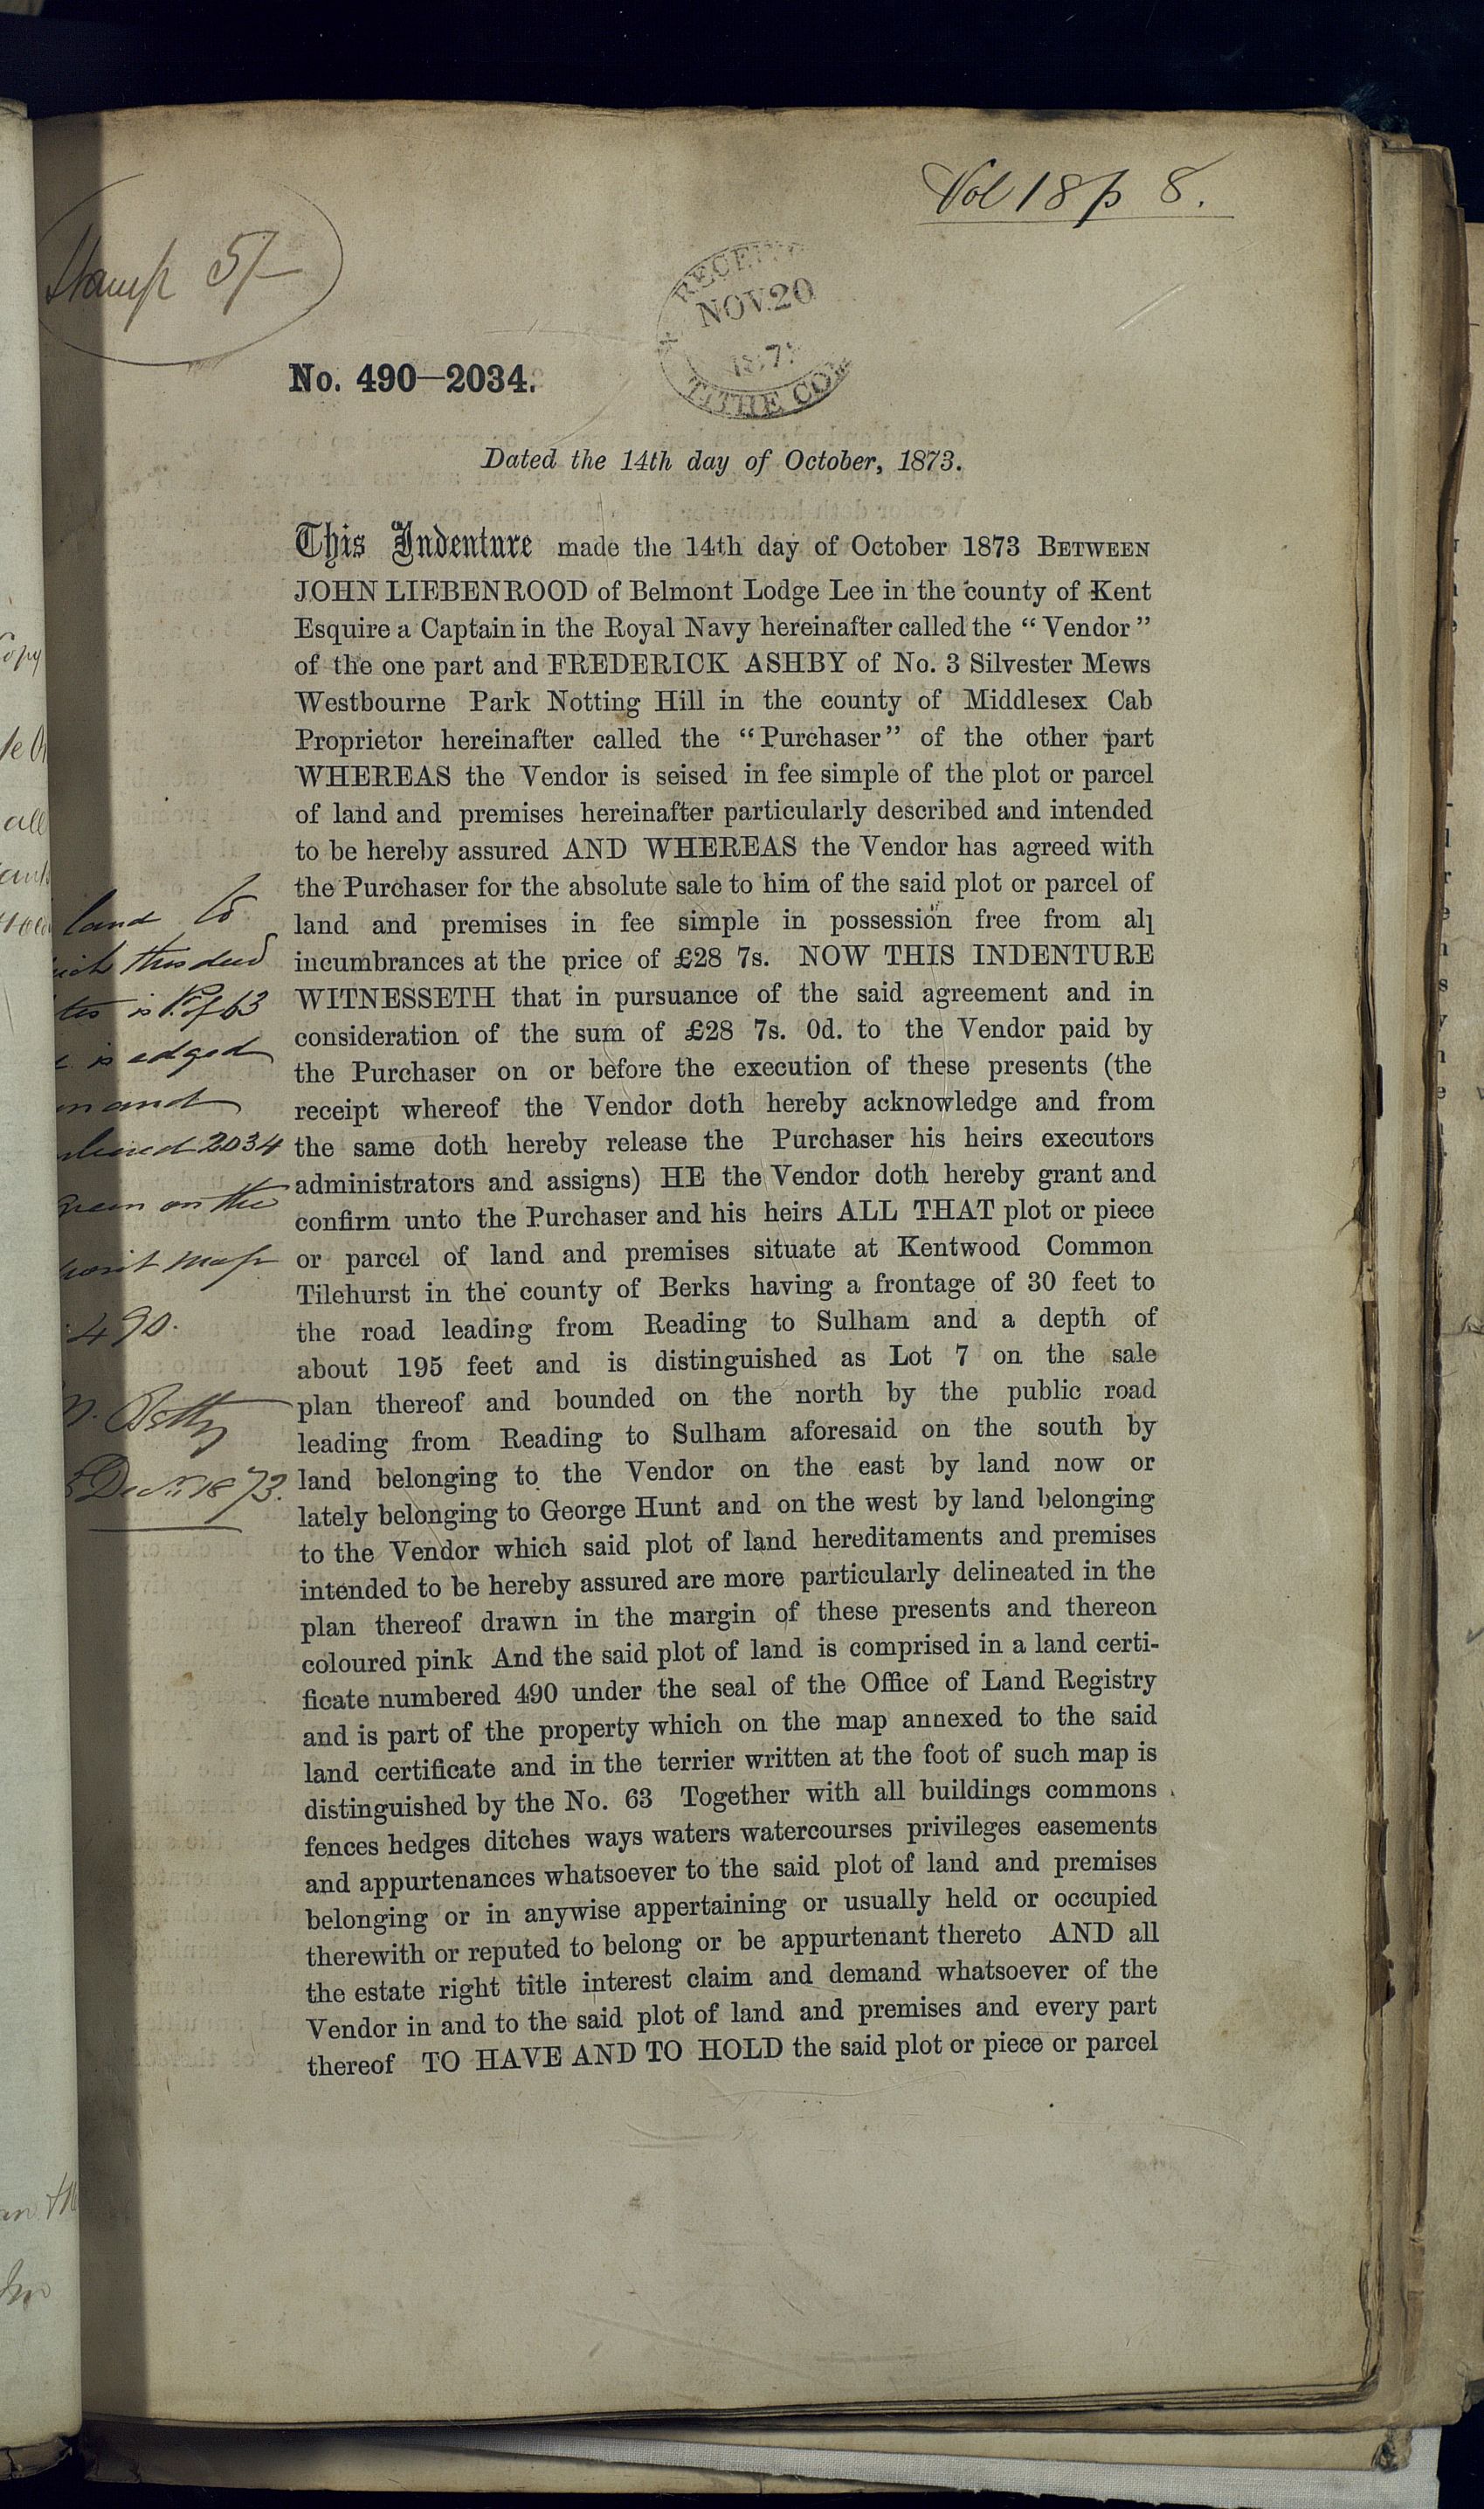 Vol 18 p 8.
Stamp 5/-
NOV.20
No. 490—2034.
Dated the 14th day of October, 1873.
This Indenture made the 14th day of October 1873 BETWEEN
JOHN LIEBENROOD of Belmont Lodge Lee in the county of Kent
Esquire a Captain in the Royal Navy hereinafter called the “Vendor”
of the one part and FREDERICK ASHBY of No. 3 Silvester Mews
Westbourne Park Notting Hill in the county of Middlesex Cab
Proprietor hereinafter called the “Purchaser” of the other part
WHEREAS the Vendor is seised in fee simple of the plot or parcel
of land and premises hereinafter particularly described and intended
to be hereby assured AND WHEREAS the Vendor has agreed with
the Purchaser for the absolute sale to him of the said plot or parcel of
land and premises in fee simple in possession free from all
incumbrances at the price of £28 7s. NOW THIS INDENTURE
WITNESSETH that in pursuance of the said agreement and in
consideration of the sum of £28 7s. 0d. to the Vendor paid by
the Purchaser on or before the execution of these presents (the
receipt whereof the Vendor doth hereby acknowledge and from
the same doth hereby release the Purchaser his heirs executors
administrators and assigns) HE the Vendor doth hereby grant and
confirm unto the Purchaser and his heirs ALL THAT plot or piece
or parcel of land and premises situate at Kentwood Common
Tilehurst in the county of Berks having a frontage of 30 feet to
the road leading from Reading to Sulham and a depth of
about 195 feet and is distinguished as Lot 7 on the sale
plan thereof and bounded on the north by the public road
leading from Reading to Sulham aforesaid on the south by
land belonging to the Vendor on the east by land now or
lately belonging to George Hunt and on the west by land belonging
to the Vendor which said plot of land hereditaments and premises
intended to be hereby assured are more particularly delineated in the
plan thereof drawn in the margin of these presents and thereon
coloured pink And the said plot of land is comprised in a land certi-
ficate numbered 490 under the seal of the Office of Land Registry
and is part of the property which on the map annexed to the said
land certificate and in the terrier written at the foot of such map is
distinguished by the No. 63 Together with all buildings commons
fences hedges ditches ways waters watercourses privileges easements
and appurtenances whatsoever to the said plot of land and premises
belonging or in anywise appertaining or usually held or occupied
therewith or reputed to belong or be appurtenant thereto AND all
the estate right title interest claim and demand whatsoever of the
Vendor in and to the said plot of land and premises and every part
thereof TO HAVE AND TO HOLD the said plot or piece or parcel
land to
this deed
is Pt of 63
is edged
and
2034
on the
map
490.
Dec 1873.